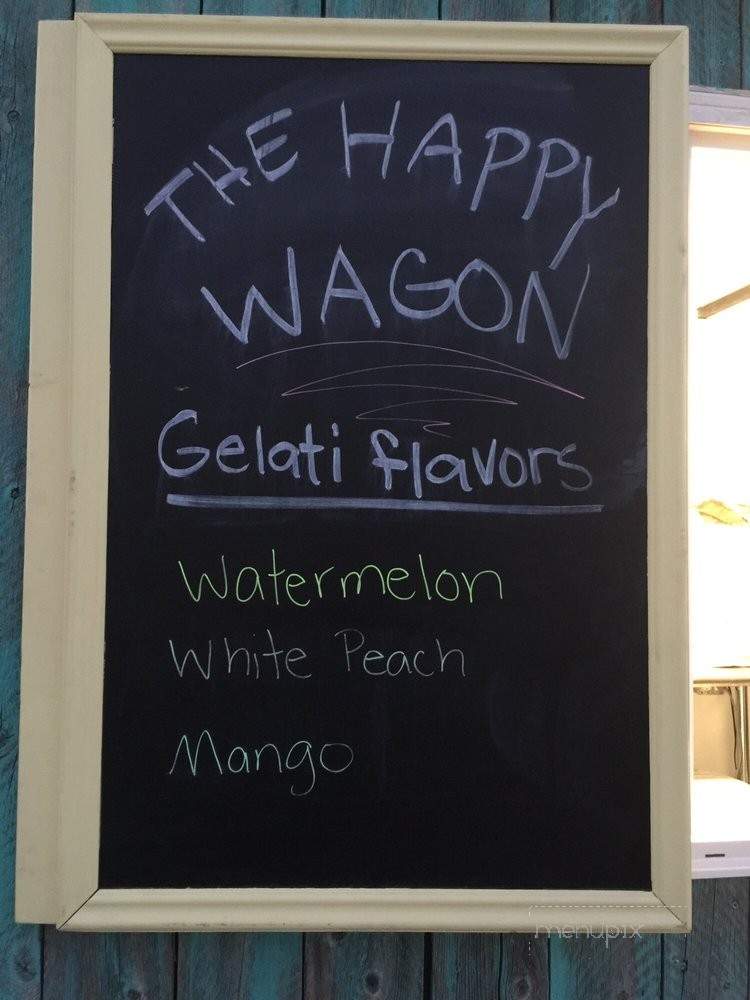 THE HAPPY
WAGON
Gelati flavors
Watermelon
White Peach
Mango
menupix